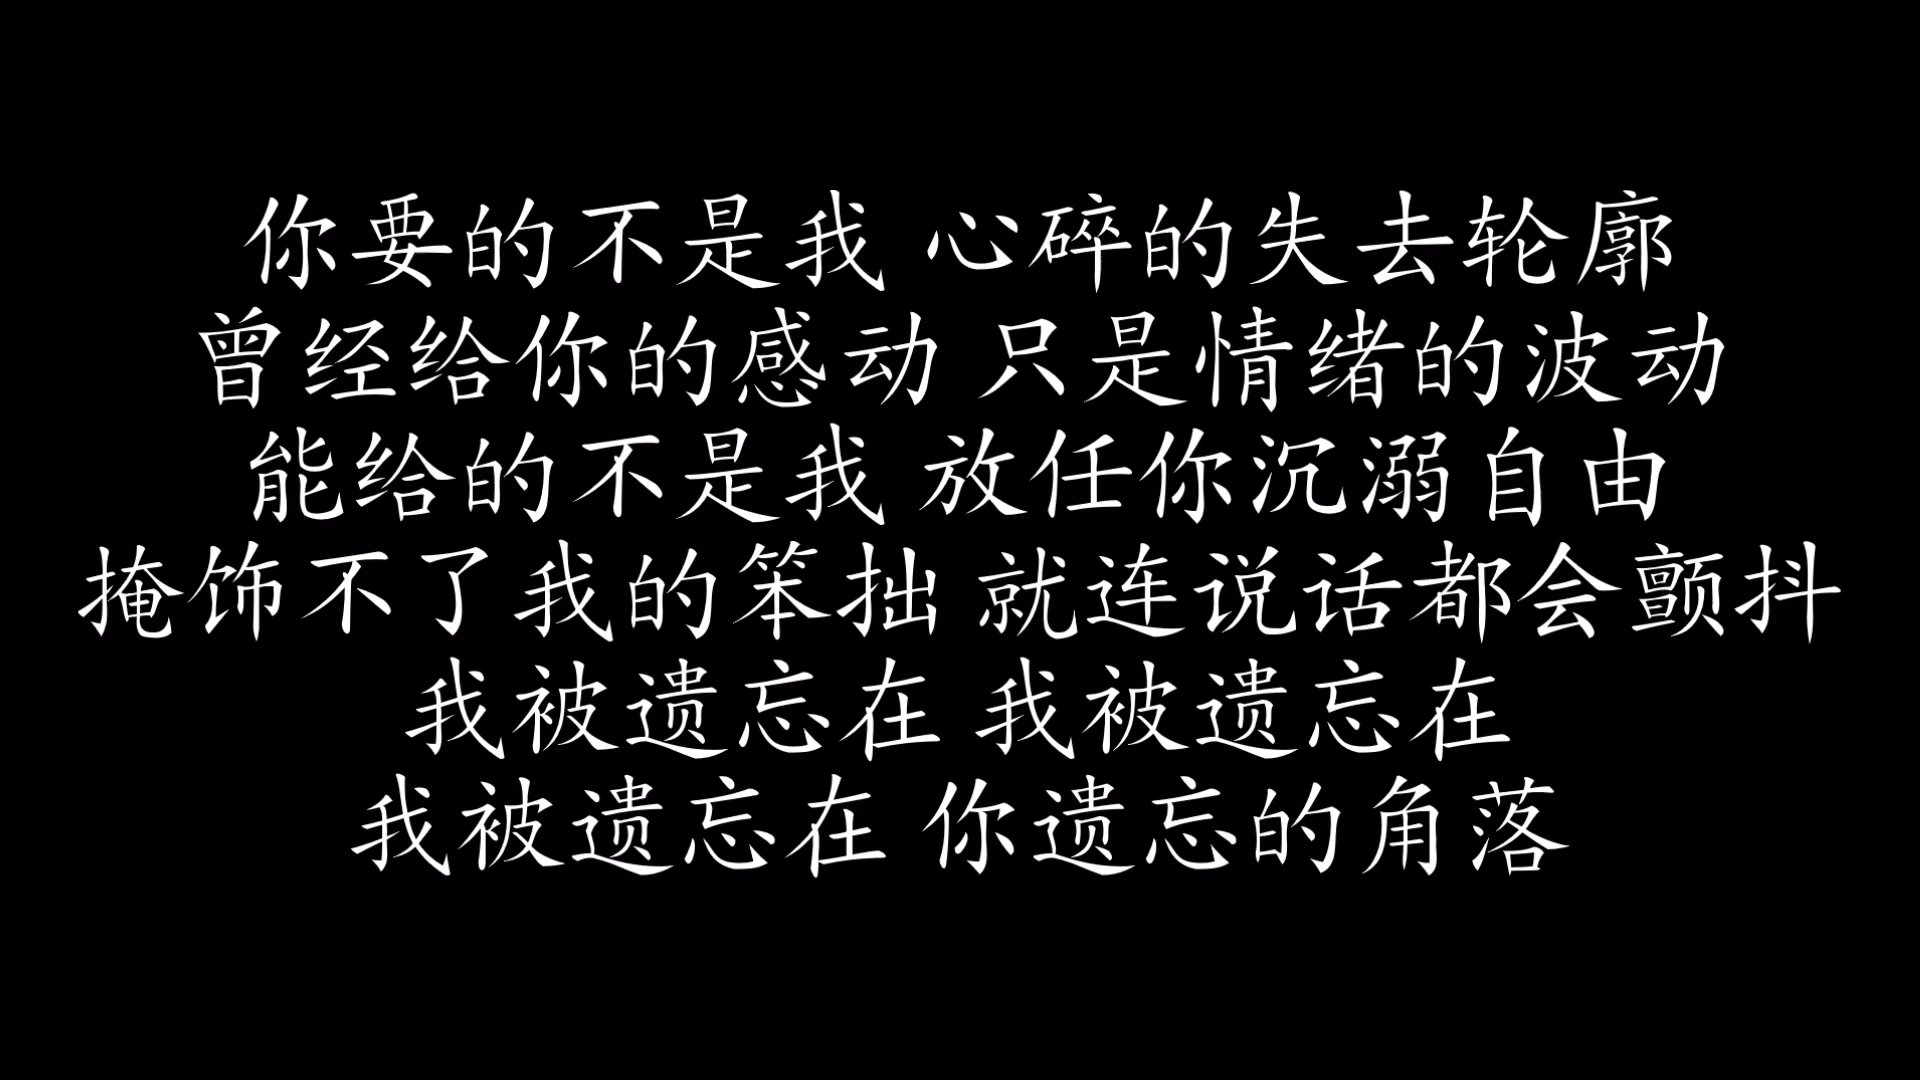 你要的不是我 心碎的失去轮廓
曾经给你的感动 只是情绪的波动
能给的不是我 放任你沉溺自由
掩饰不了我的笨拙 就连说话都会颤抖
我被遗忘在 我被遗忘在
我被遗忘在 你遗忘的角落